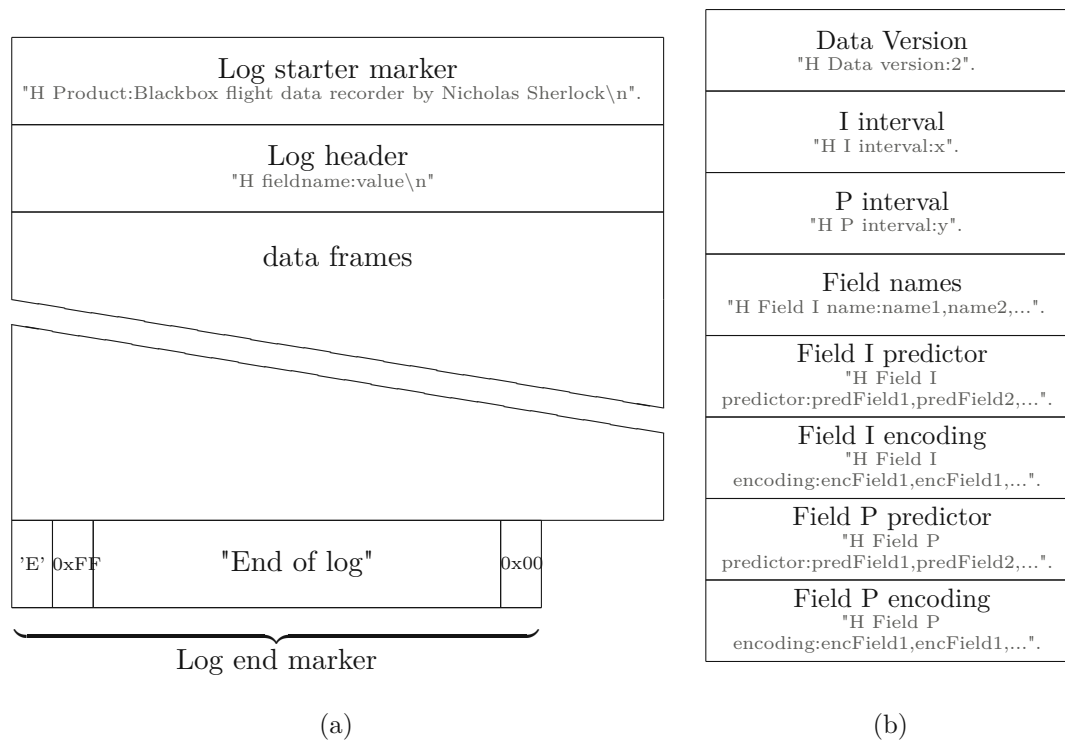 Log starter marker
"H Product:Blackbox flight data recorder by Nicholas Sherlock\n".
Log header
"H fieldname:value\n"
data frames
'E'
0xFF
"End of log"
0x00
Log end marker
(a)
Data Version
"H Data version:2".
I interval
"H I interval:x".
P interval
"H P interval:y".
Field names
"H Field I name:name1,name2,...".
Field I predictor
"H Field I
predictor:predField1,predField2,...".
Field I encoding
"H Field I
encoding:encField1,encField1,...".
Field P predictor
"H Field P
predictor:predField1,predField2,...".
Field P encoding
"H Field P
encoding:encField1,encField1,...".
(b)